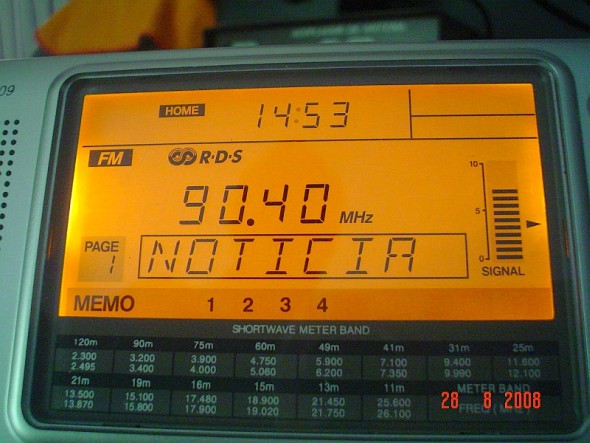 09
HOME 14:53
FM R·D·S
90.40 MHz
PAGE 1 NOTICIA
10
5
0
SIGNAL
MEMO 1 2 3 4
SHORTWAVE METER BAND
120m 90m 75m 60m 49m 41m 31m 25m
2.300 3.200 3.900 4.750 5.900 7.100 9.400 11.600
2.495 3.400 4.000 5.060 6.200 7.350 9.990 12.100
21m 19m 16m 15m 13m 11m METER BAND
13.500 15.100 17.480 18.900 21.450 25.600
13.870 15.800 17.900 19.020 21.750 26.100 FREQ (MHz)
28 8 2008